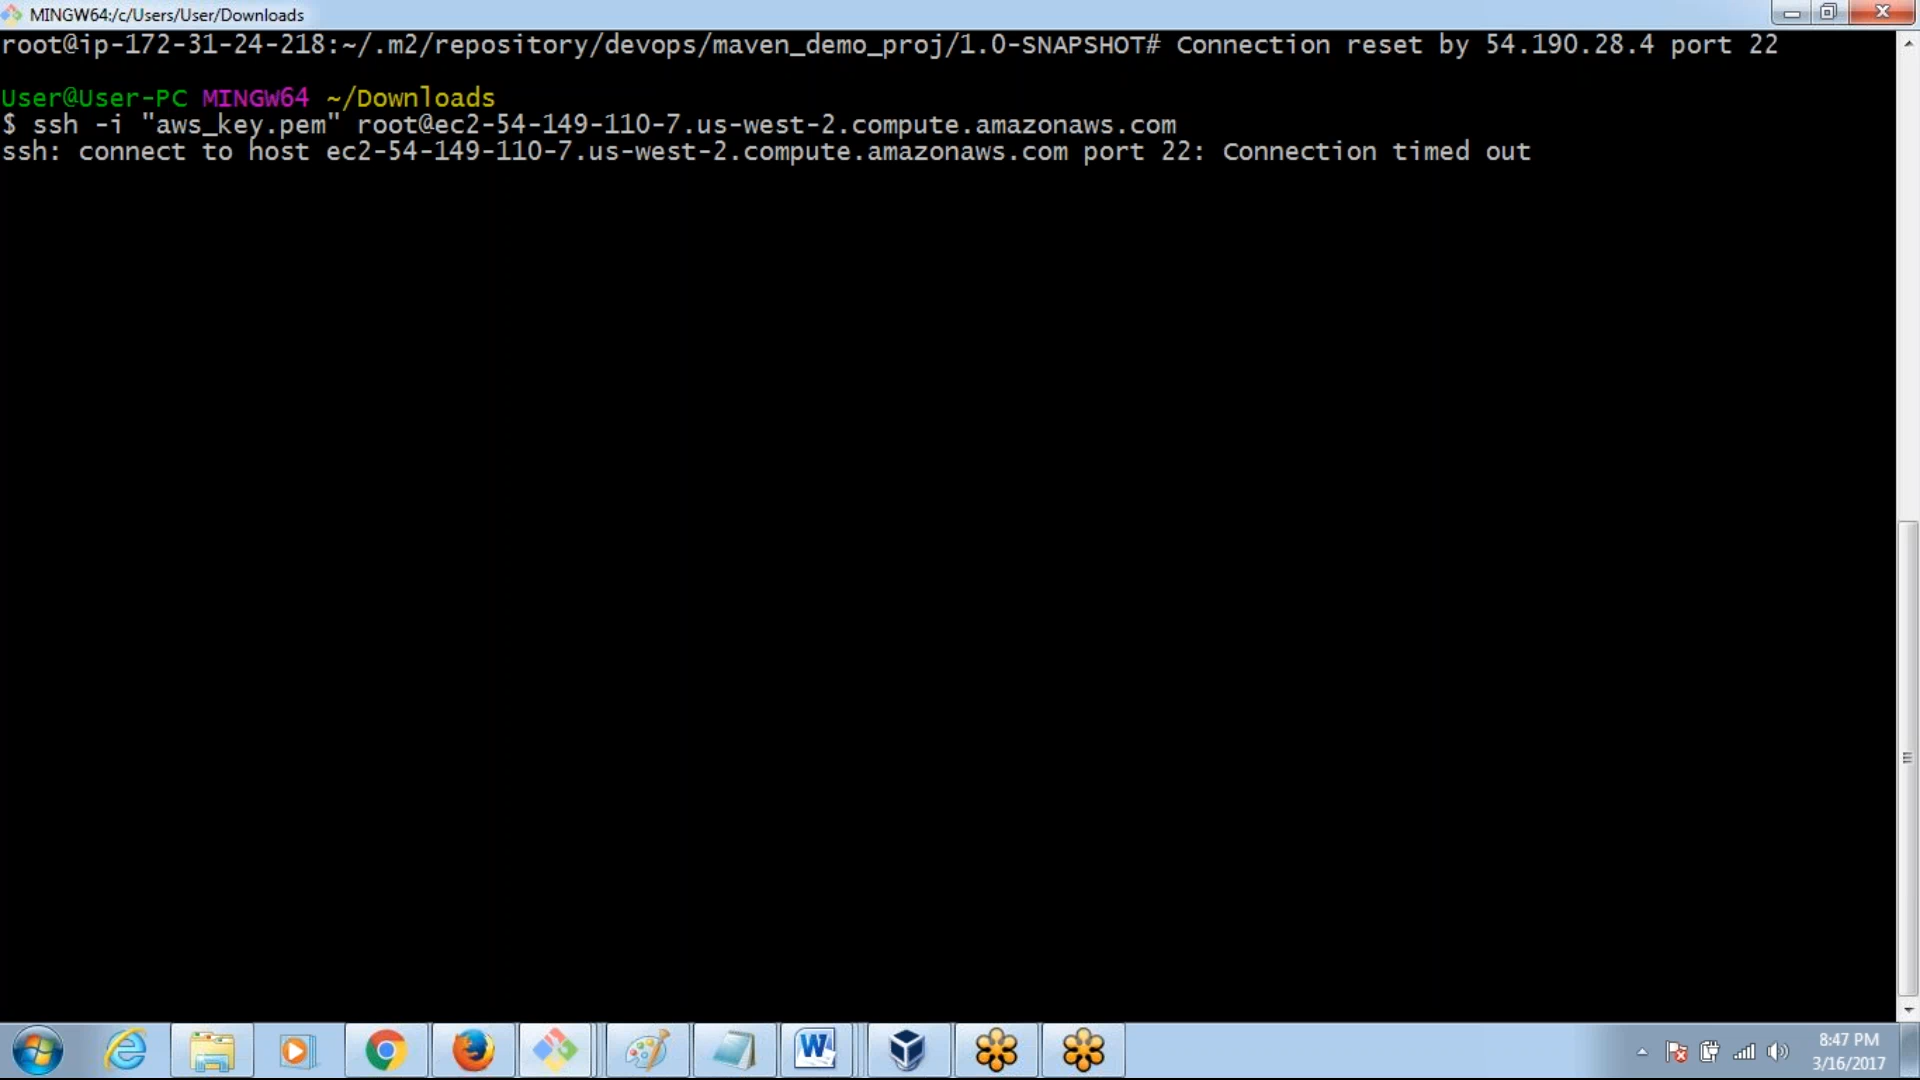 MINGW64:/c/Users/User/Downloads
root@ip-172-31-24-218:~/.m2/repository/devops/maven_demo_proj/1.0-SNAPSHOT# Connection reset by 54.190.28.4 port 22
User@User-PC MINGW64 ~/Downloads
$ ssh -i "aws_key.pem" root@ec2-54-149-110-7.us-west-2.compute.amazonaws.com
ssh: connect to host ec2-54-149-110-7.us-west-2.compute.amazonaws.com port 22: Connection timed out
8:47 PM
3/16/2017